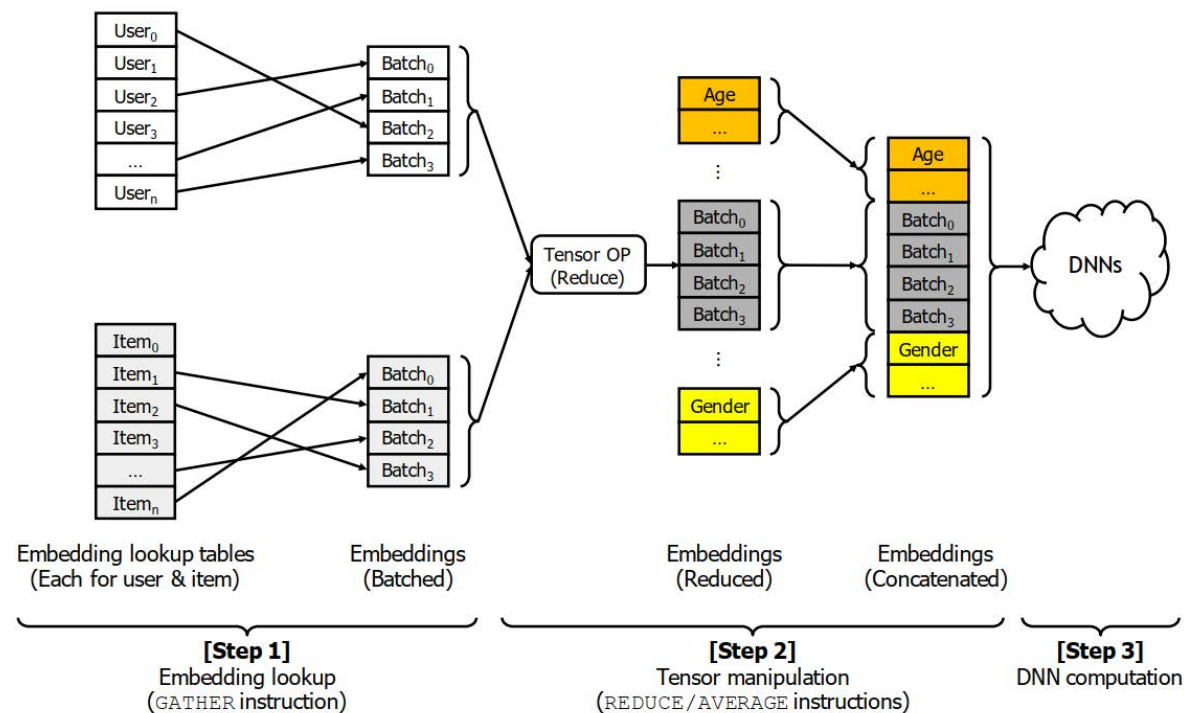 User₀
User₁
User₂
User₃
...
Userₙ
Batch₀
Batch₁
Batch₂
Batch₃
Item₀
Item₁
Item₂
Item₃
...
Itemₙ
Batch₀
Batch₁
Batch₂
Batch₃
Tensor OP
(Reduce)
Age
...
⋮
Batch₀
Batch₁
Batch₂
Batch₃
⋮
Gender
...
Age
...
Batch₀
Batch₁
Batch₂
Batch₃
Gender
...
DNNs
Embedding lookup tables
(Each for user & item)
Embeddings
(Batched)
Embeddings
(Reduced)
Embeddings
(Concatenated)
[Step 1]
Embedding lookup
(GATHER instruction)
[Step 2]
Tensor manipulation
(REDUCE/AVERAGE instructions)
[Step 3]
DNN computation